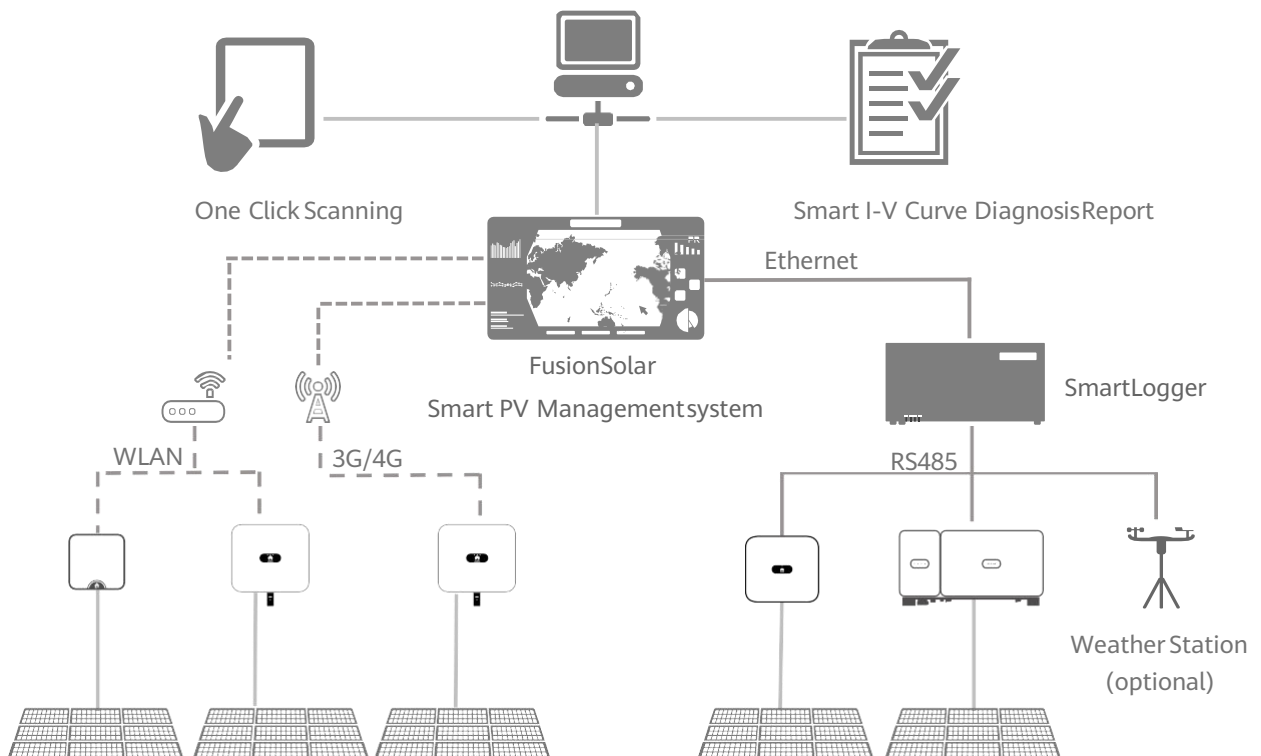 One Click Scanning
Smart I-V Curve DiagnosisReport
Ethernet
FusionSolar
Smart PV Managementsystem
SmartLogger
WLAN
3G/4G
RS485
Weather Station
(optional)